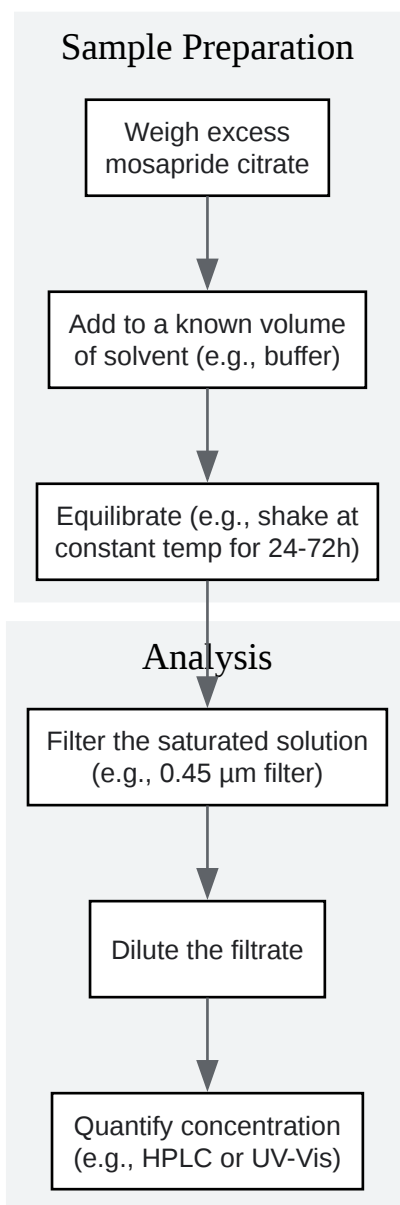 Sample Preparation
Weigh excess
mosapride citrate
Add to a known volume
of solvent (e.g., buffer)
Equilibrate (e.g., shake at
constant temp for 24-72h)
Analysis
Filter the saturated solution
(e.g., 0.45 µm filter)
Dilute the filtrate
Quantify concentration
(e.g., HPLC or UV-Vis)